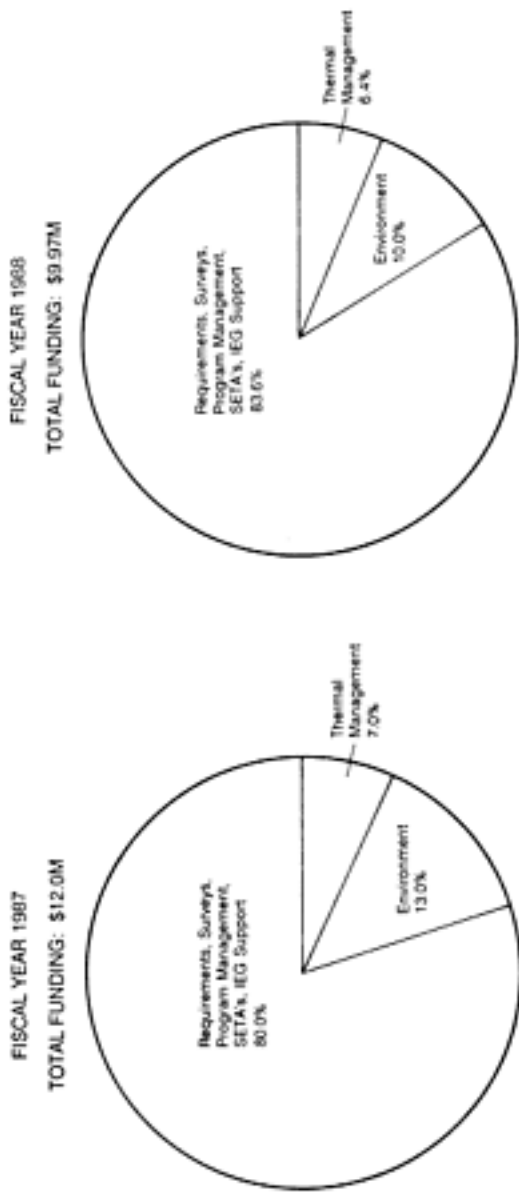 FISCAL YEAR 1987
TOTAL FUNDING: $12.0M
Requirements, Surveys,
Program Management,
SETA's, IEG Support
80.0%
Thermal
Management
7.0%
Environment
13.0%
FISCAL YEAR 1988
TOTAL FUNDING: $9.97M
Requirements, Surveys,
Program Management,
SETA's, IEG Support
83.6%
Thermal
Management
6.4%
Environment
10.0%